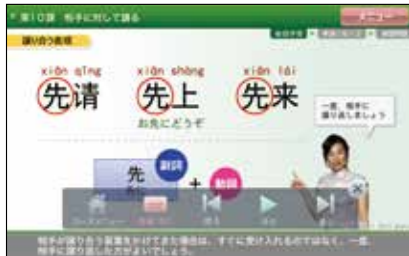 第10課 相手に対して譲る
メニュー
譲り合う表現
xiān qǐng xiān shàng xiān lái
先请 先上 先来
お先にどうぞ
一度、相手に
譲り返しましょう
先 副詞 + 動詞
相手が譲り合う言葉をかけてきた場合は、すぐに受け入れるのではなく、一度、
相手に譲り返した方がよいでしょう。